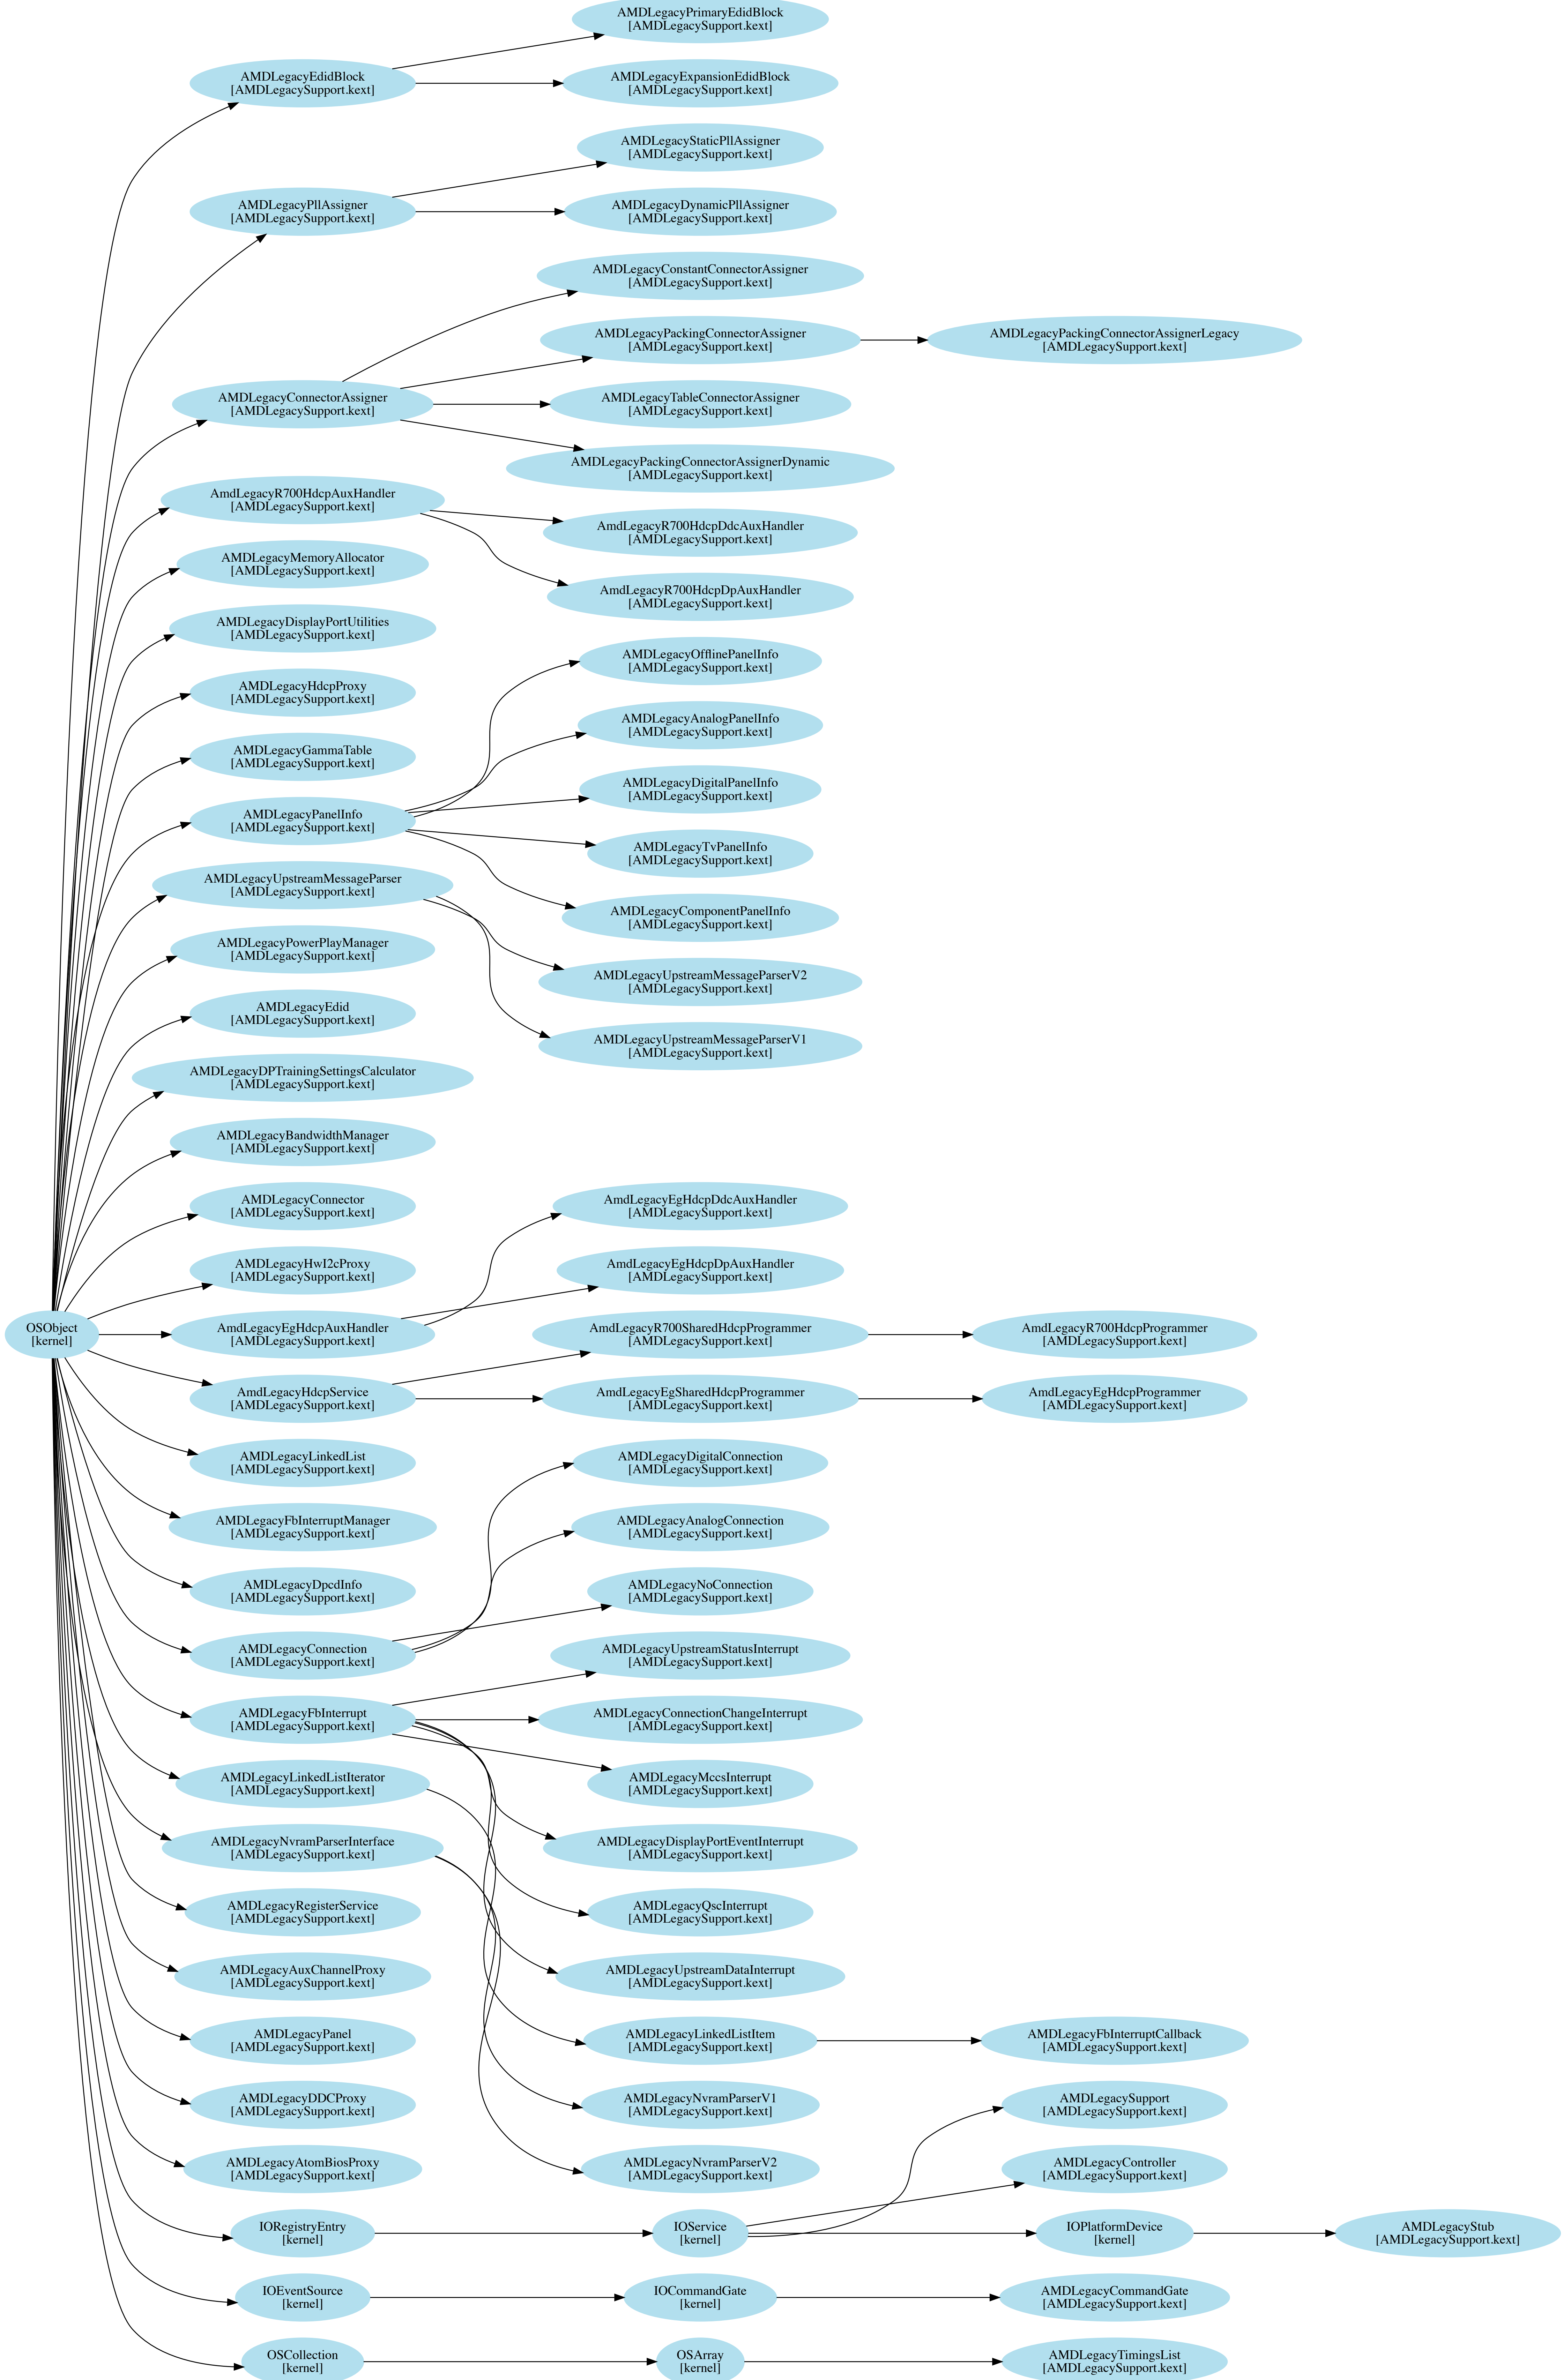 AMDLegacyPrimaryEdidBlock
[AMDLegacySupport.kext]
AMDLegacyEdidBlock
[AMDLegacySupport.kext]
AMDLegacyExpansionEdidBlock
[AMDLegacySupport.kext]
AMDLegacyStaticPllAssigner
[AMDLegacySupport.kext]
AMDLegacyPllAssigner
[AMDLegacySupport.kext]
AMDLegacyDynamicPllAssigner
[AMDLegacySupport.kext]
AMDLegacyConstantConnectorAssigner
[AMDLegacySupport.kext]
AMDLegacyPackingConnectorAssigner
[AMDLegacySupport.kext]
AMDLegacyPackingConnectorAssignerLegacy
[AMDLegacySupport.kext]
AMDLegacyConnectorAssigner
[AMDLegacySupport.kext]
AMDLegacyTableConnectorAssigner
[AMDLegacySupport.kext]
AMDLegacyPackingConnectorAssignerDynamic
[AMDLegacySupport.kext]
AmdLegacyR700HdcpAuxHandler
[AMDLegacySupport.kext]
AmdLegacyR700HdcpDdcAuxHandler
[AMDLegacySupport.kext]
AMDLegacyMemoryAllocator
[AMDLegacySupport.kext]
AmdLegacyR700HdcpDpAuxHandler
[AMDLegacySupport.kext]
AMDLegacyDisplayPortUtilities
[AMDLegacySupport.kext]
AMDLegacyOfflinePanelInfo
[AMDLegacySupport.kext]
AMDLegacyHdcpProxy
[AMDLegacySupport.kext]
AMDLegacyAnalogPanelInfo
[AMDLegacySupport.kext]
AMDLegacyGammaTable
[AMDLegacySupport.kext]
AMDLegacyDigitalPanelInfo
[AMDLegacySupport.kext]
AMDLegacyPanelInfo
[AMDLegacySupport.kext]
AMDLegacyTvPanelInfo
[AMDLegacySupport.kext]
AMDLegacyUpstreamMessageParser
[AMDLegacySupport.kext]
AMDLegacyComponentPanelInfo
[AMDLegacySupport.kext]
AMDLegacyPowerPlayManager
[AMDLegacySupport.kext]
AMDLegacyUpstreamMessageParserV2
[AMDLegacySupport.kext]
AMDLegacyEdid
[AMDLegacySupport.kext]
AMDLegacyUpstreamMessageParserV1
[AMDLegacySupport.kext]
AMDLegacyDPTrainingSettingsCalculator
[AMDLegacySupport.kext]
AMDLegacyBandwidthManager
[AMDLegacySupport.kext]
AMDLegacyConnector
[AMDLegacySupport.kext]
AmdLegacyEgHdcpDdcAuxHandler
[AMDLegacySupport.kext]
AMDLegacyHwI2cProxy
[AMDLegacySupport.kext]
AmdLegacyEgHdcpDpAuxHandler
[AMDLegacySupport.kext]
OSObject
[kernel]
AmdLegacyEgHdcpAuxHandler
[AMDLegacySupport.kext]
AmdLegacyR700SharedHdcpProgrammer
[AMDLegacySupport.kext]
AmdLegacyR700HdcpProgrammer
[AMDLegacySupport.kext]
AmdLegacyHdcpService
[AMDLegacySupport.kext]
AmdLegacyEgSharedHdcpProgrammer
[AMDLegacySupport.kext]
AmdLegacyEgHdcpProgrammer
[AMDLegacySupport.kext]
AMDLegacyLinkedList
[AMDLegacySupport.kext]
AMDLegacyDigitalConnection
[AMDLegacySupport.kext]
AMDLegacyFbInterruptManager
[AMDLegacySupport.kext]
AMDLegacyAnalogConnection
[AMDLegacySupport.kext]
AMDLegacyDpcdInfo
[AMDLegacySupport.kext]
AMDLegacyNoConnection
[AMDLegacySupport.kext]
AMDLegacyConnection
[AMDLegacySupport.kext]
AMDLegacyUpstreamStatusInterrupt
[AMDLegacySupport.kext]
AMDLegacyFbInterrupt
[AMDLegacySupport.kext]
AMDLegacyConnectionChangeInterrupt
[AMDLegacySupport.kext]
AMDLegacyLinkedListIterator
[AMDLegacySupport.kext]
AMDLegacyMccsInterrupt
[AMDLegacySupport.kext]
AMDLegacyNvramParserInterface
[AMDLegacySupport.kext]
AMDLegacyDisplayPortEventInterrupt
[AMDLegacySupport.kext]
AMDLegacyRegisterService
[AMDLegacySupport.kext]
AMDLegacyQscInterrupt
[AMDLegacySupport.kext]
AMDLegacyAuxChannelProxy
[AMDLegacySupport.kext]
AMDLegacyUpstreamDataInterrupt
[AMDLegacySupport.kext]
AMDLegacyPanel
[AMDLegacySupport.kext]
AMDLegacyLinkedListItem
[AMDLegacySupport.kext]
AMDLegacyFbInterruptCallback
[AMDLegacySupport.kext]
AMDLegacyDDCProxy
[AMDLegacySupport.kext]
AMDLegacyNvramParserV1
[AMDLegacySupport.kext]
AMDLegacySupport
[AMDLegacySupport.kext]
AMDLegacyAtomBiosProxy
[AMDLegacySupport.kext]
AMDLegacyNvramParserV2
[AMDLegacySupport.kext]
AMDLegacyController
[AMDLegacySupport.kext]
IORegistryEntry
[kernel]
IOService
[kernel]
IOPlatformDevice
[kernel]
AMDLegacyStub
[AMDLegacySupport.kext]
IOEventSource
[kernel]
IOCommandGate
[kernel]
AMDLegacyCommandGate
[AMDLegacySupport.kext]
OSCollection
[kernel]
OSArray
[kernel]
AMDLegacyTimingsList
[AMDLegacySupport.kext]